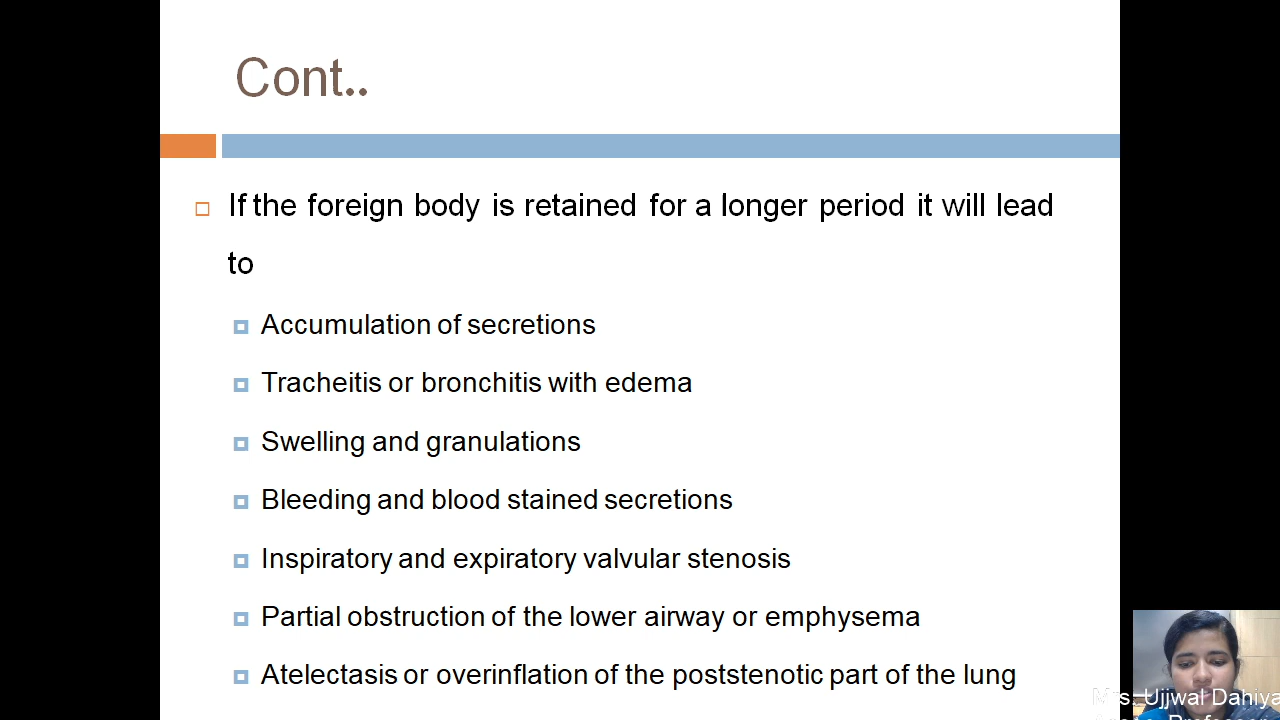 Cont..
If the foreign body is retained for a longer period it will lead
to
Accumulation of secretions
Tracheitis or bronchitis with edema
Swelling and granulations
Bleeding and blood stained secretions
Inspiratory and expiratory valvular stenosis
Partial obstruction of the lower airway or emphysema
Atelectasis or overinflation of the poststenotic part of the lung
Mrs. Ujjwal Dahiya